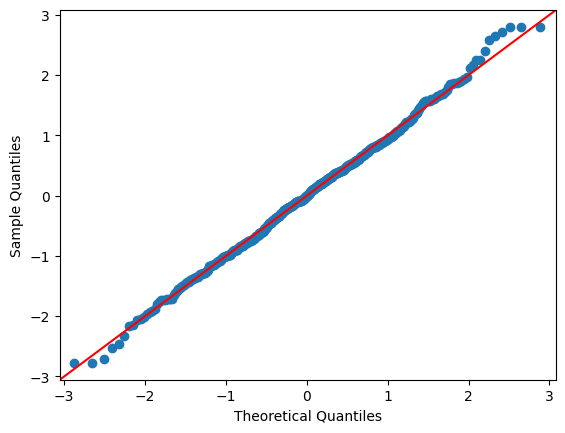 3
2
1
0
−1
−2
−3
Sample Quantiles
−3 −2 −1 0 1 2 3
Theoretical Quantiles